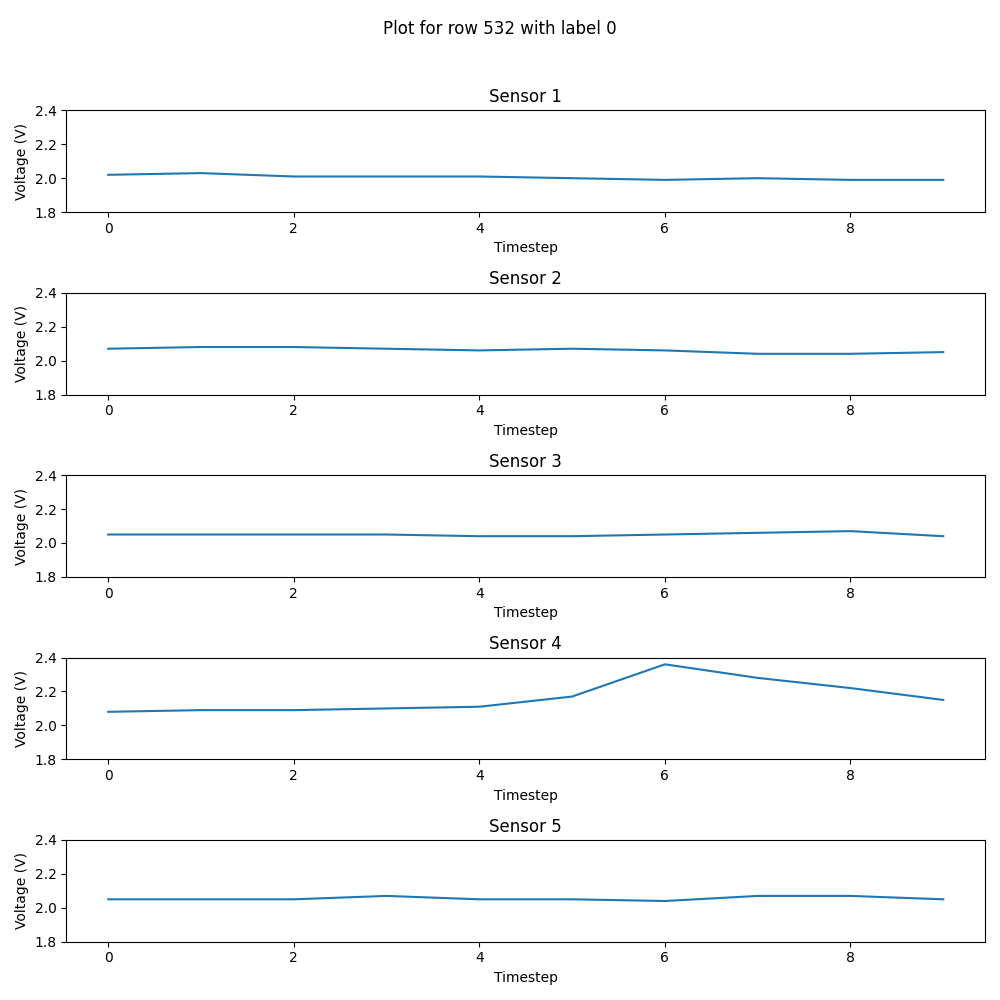 Plot for row 532 with label 0
Sensor 1
Voltage (V)
2.4
2.2
2.0
1.8
0 2 4 6 8
Timestep
Sensor 2
Voltage (V)
2.4
2.2
2.0
1.8
0 2 4 6 8
Timestep
Sensor 3
Voltage (V)
2.4
2.2
2.0
1.8
0 2 4 6 8
Timestep
Sensor 4
Voltage (V)
2.4
2.2
2.0
1.8
0 2 4 6 8
Timestep
Sensor 5
Voltage (V)
2.4
2.2
2.0
1.8
0 2 4 6 8
Timestep